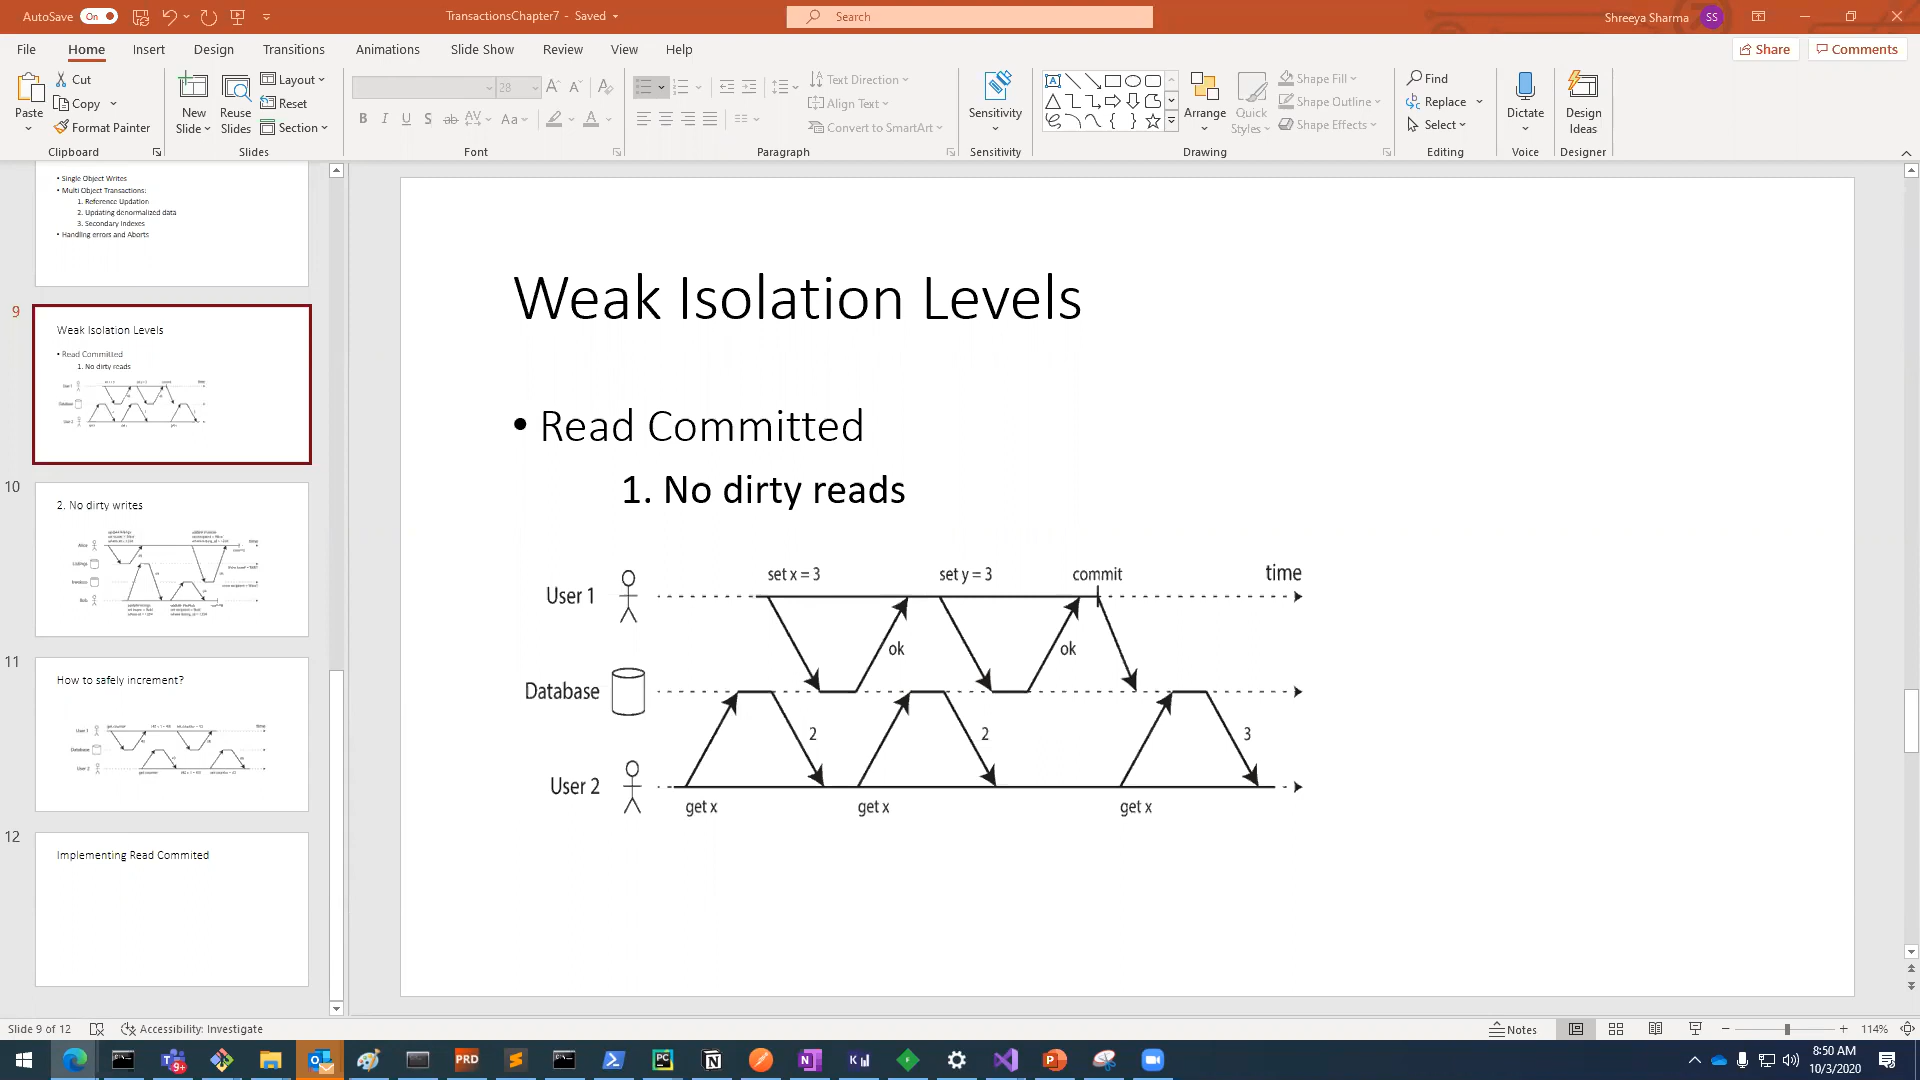 AutoSave On
TransactionsChapter7 - Saved
Search
Shreeya Sharma SS
File Home Insert Design Transitions Animations Slide Show Review View Help
Share Comments
Paste
Cut
Copy
Format Painter
Clipboard
New Slide
Reuse Slides
Layout
Reset
Section
Slides
28
B I U S ab AV Aa A
Font
Text Direction
Align Text
Convert to SmartArt
Paragraph
Sensitivity
Sensitivity
Arrange
Quick Styles
Shape Fill
Shape Outline
Shape Effects
Drawing
Find
Replace
Select
Editing
Dictate
Voice
Design Ideas
Designer
• Single Object Writes
• Multi Object Transactions:
1. Reference Updation
2. Updating denormalized data
3. Secondary Indexes
• Handling errors and Aborts
9
Weak Isolation Levels
• Read Committed
1. No dirty reads
10
2. No dirty writes
11
How to safely increment?
12
Implementing Read Commited
Weak Isolation Levels
• Read Committed
1. No dirty reads
set x = 3 set y = 3 commit time
User 1
ok ok
Database
2 2 3
User 2
get x get x get x
Slide 9 of 12
Accessibility: Investigate
Notes
114%
8:50 AM
10/3/2020